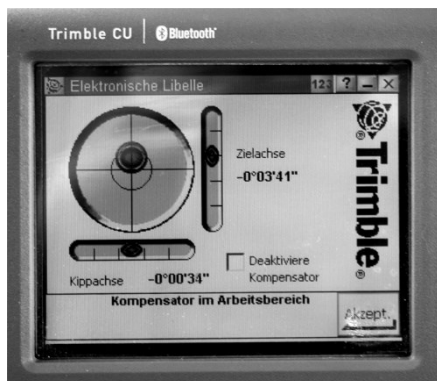 Trimble CU Bluetooth®
Elektronische Libelle 123 ?
Zielachse
-0°03'41"
Trimble®
Deaktiviere
Kompensator
Kippachse -0°00'34"
Kompensator im Arbeitsbereich
Akzept.